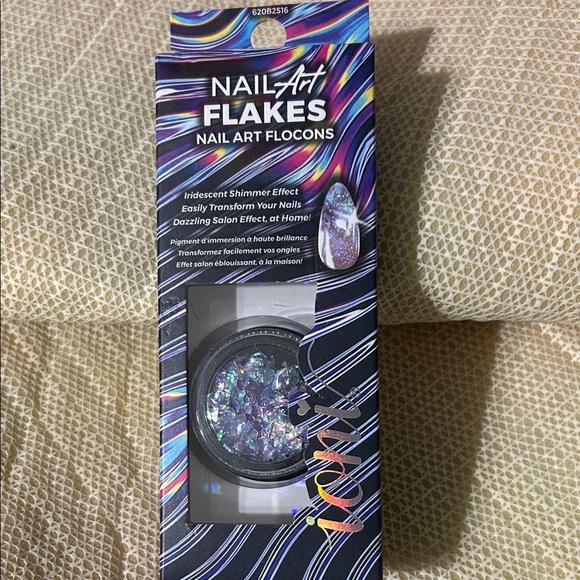 620B2516
NAIL Art
FLAKES
NAIL ART FLOCONS
Iridescent Shimmer Effect
Easily Transform Your Nails
Dazzling Salon Effect, at Home!
Pigment d'immersion à haute brillance
Transformez facilement vos ongles
Effet salon éblouissant, à la maison!
ioni